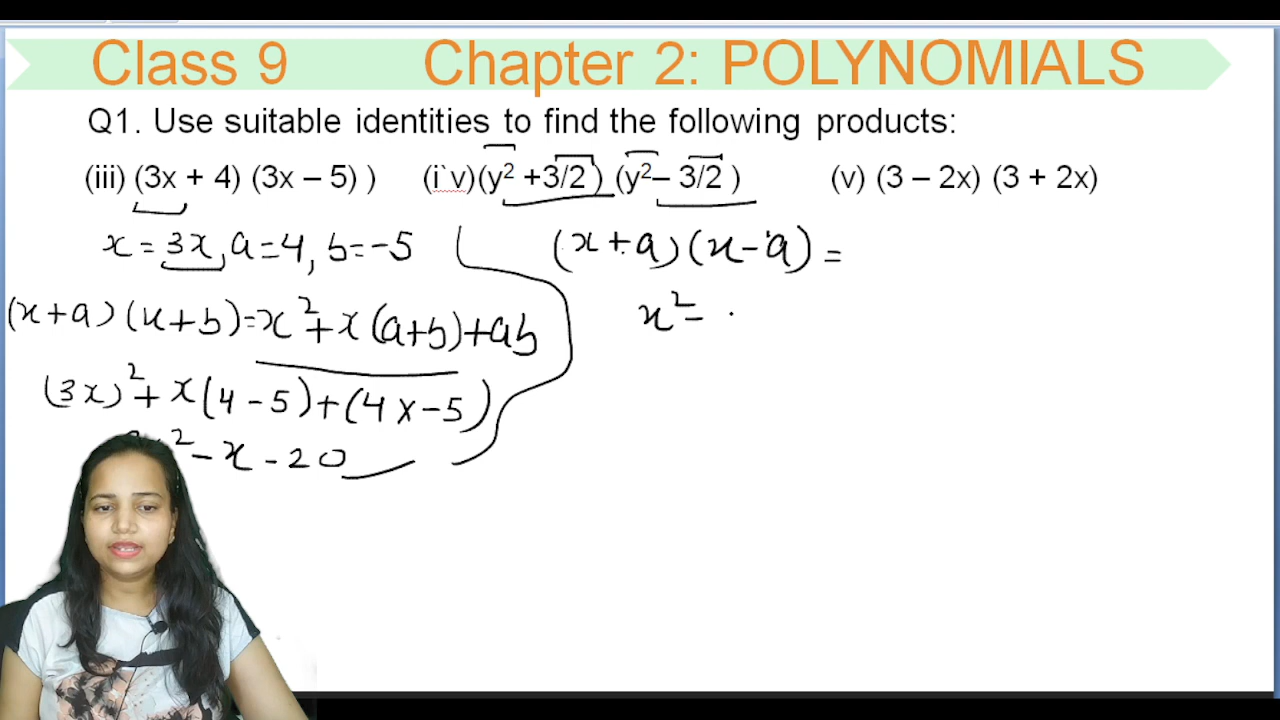 Class 9 Chapter 2: POLYNOMIALS
Q1. Use suitable identities to find the following products:
(iii) (3x + 4) (3x – 5) ) (i`v)(y² +3/2 ) (y²– 3/2 ) (v) (3 – 2x) (3 + 2x)
x = 3x, a = 4, b = -5
(x+a) (x+b) = x² + x (a+b) + ab
(3x)² + x (4 - 5) + (4 x -5)
x² - x - 20
(x + a) (x - a) =
x² -